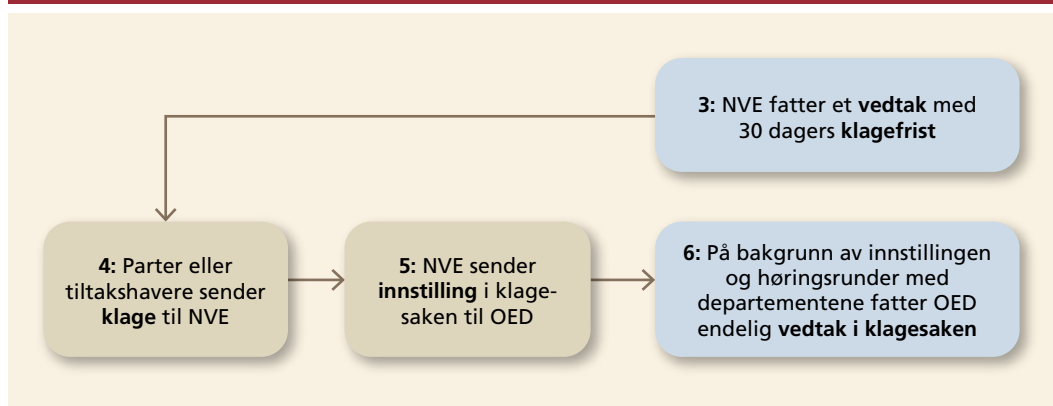 3: NVE fatter et vedtak med
30 dagers klagefrist
4: Parter eller
tiltakshavere sender
klage til NVE
5: NVE sender
innstilling i klage-
saken til OED
6: På bakgrunn av innstillingen
og høringsrunder med
departementene fatter OED
endelig vedtak i klagesaken